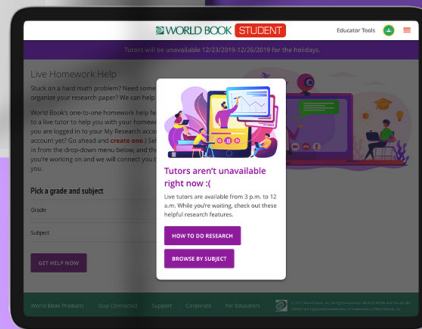 WORLD BOOK STUDENT
Educator Tools
Tutors will be unavailable 12/23/2019-12/26/2019 for the holidays.
Live Homework Help
Stuck on a hard math problem? Need some
organize your research paper? We can help
World Book's one-to-one homework help
to a live tutor to help you with your homew
you are logged in to your My Research acco
account yet? Go ahead and create one
in from the drop-down menu below, and the
you're working on and we will connect you
in you.
Pick a grade and subject
Grade
Subject
GET HELP NOW
Tutors aren't unavailable
right now :(
Live tutors are available from 3 p.m. to 12
a.m. While you're waiting, check out these
helpful research features.
HOW TO DO RESEARCH
BROWSE BY SUBJECT
World Book Products Stay Connected Support Corporate For Educators